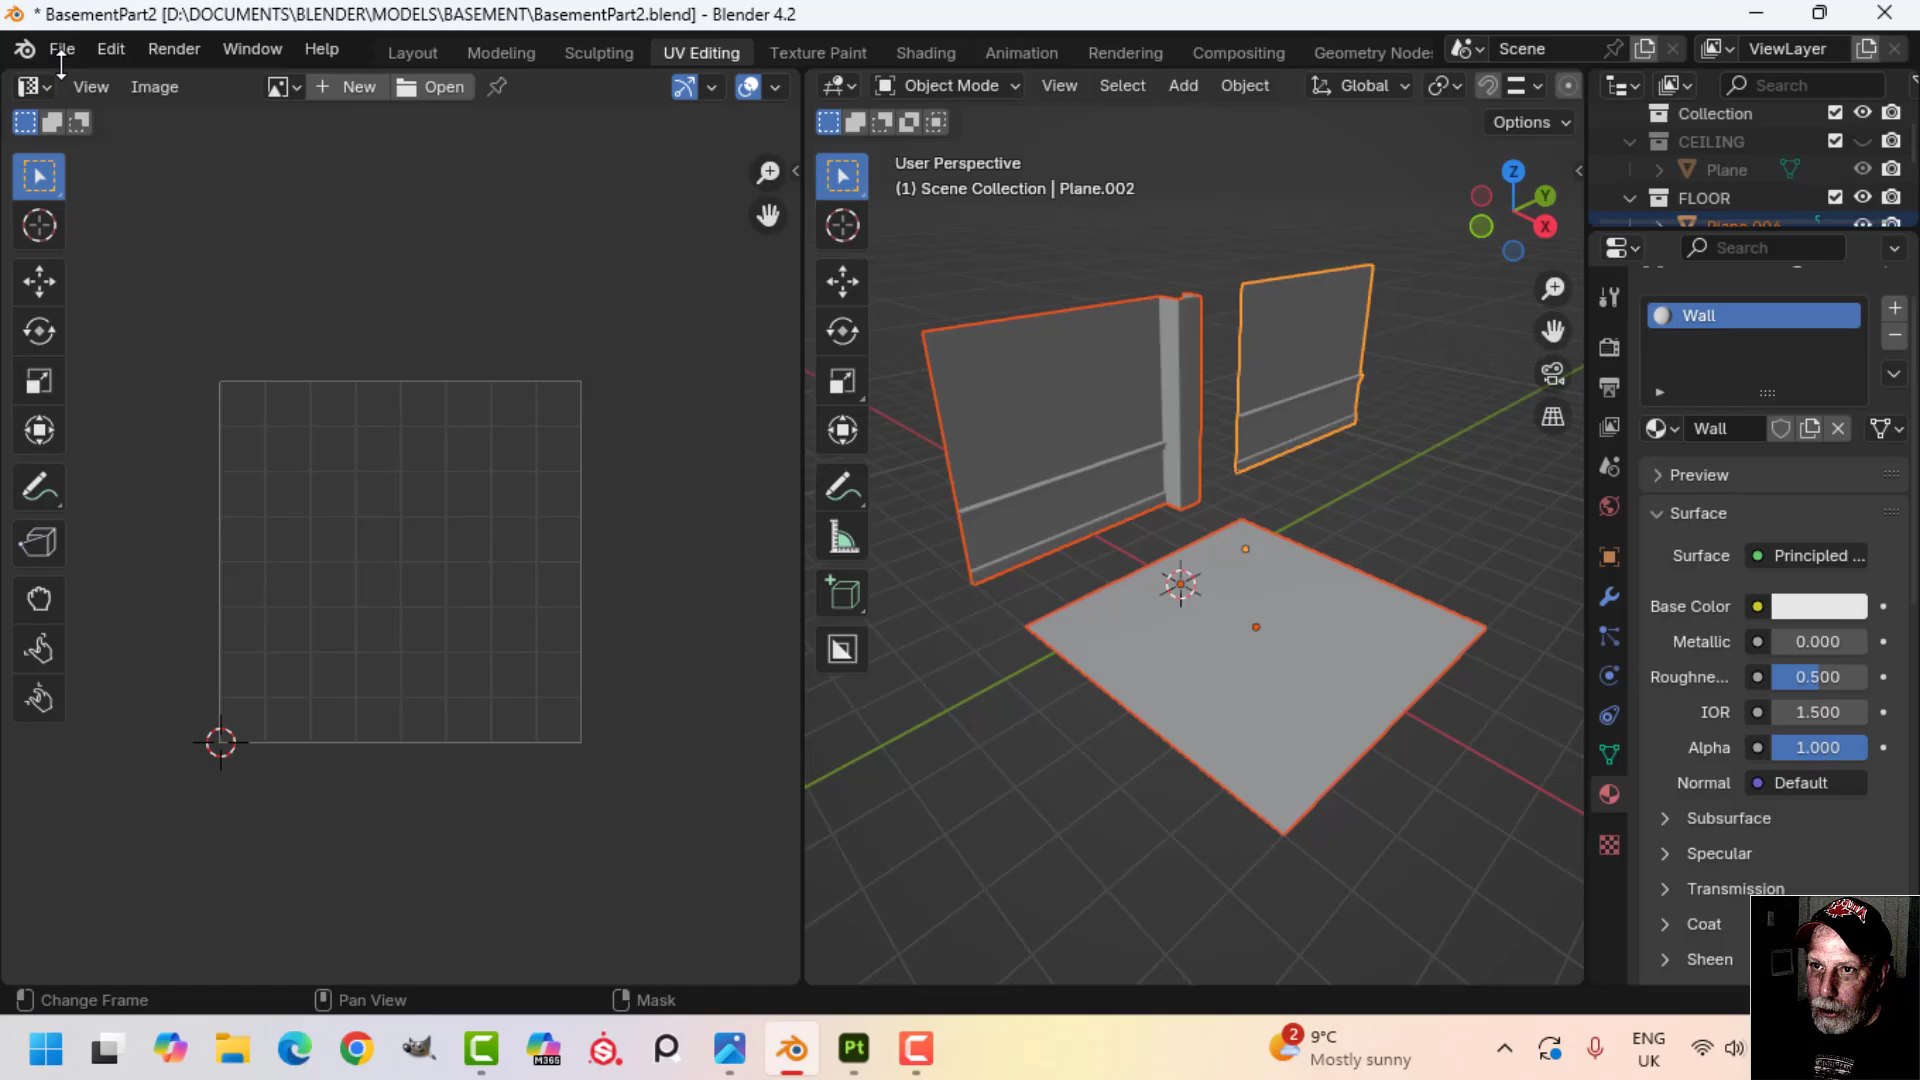 * BasementPart2 [D:\DOCUMENTS\BLENDER\MODELS\BASEMENT\BasementPart2.blend] - Blender 4.2
File Edit Render Window Help Layout Modeling Sculpting UV Editing Texture Paint Shading Animation Rendering Compositing Geometry Node Scene ViewLayer
View Image New Open Object Mode View Select Add Object Global Search
Options
Collection
CEILING
Plane
FLOOR
Plane.004
User Perspective
(1) Scene Collection | Plane.002
Z
Y
X
Search
Wall
Wall
Preview
Surface
Surface Principled ...
Base Color
Metallic 0.000
Roughne... 0.500
IOR 1.500
Alpha 1.000
Normal Default
Subsurface
Specular
Transmission
Coat
Sheen
Change Frame Pan View Mask
M365
Pt
2
9°C
Mostly sunny
ENG
UK